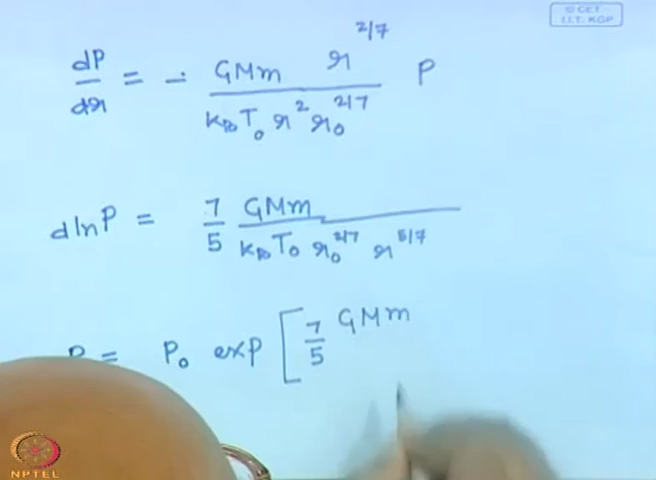 © CET
I.I.T. KGP
dP/dr = - GMm r^2/7 / k_B T_0 r^2 r_0^2/7 P
dlnP = 7/5 GMm / k_B T_0 r_0^2/7 r^5/7
P = P_0 exp [ 7/5 GMm
NPTEL